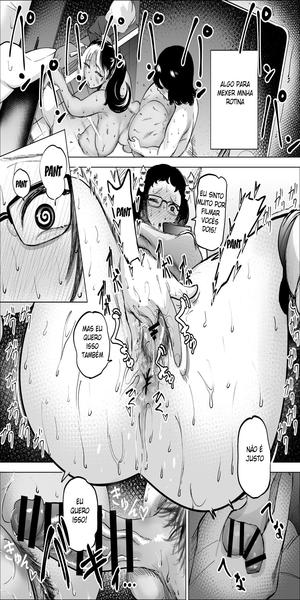 ALGO PARA
MEXER MINHA
ROTINA
PANT
PANT
EU SINTO
MUITO POR
FILMAR
VOCÊS
DOIS!
PANT
PANT
MAS EU
QUERO ISSO
TAMBÉM
NÃO É
JUSTO
EU
QUERO ISSO!